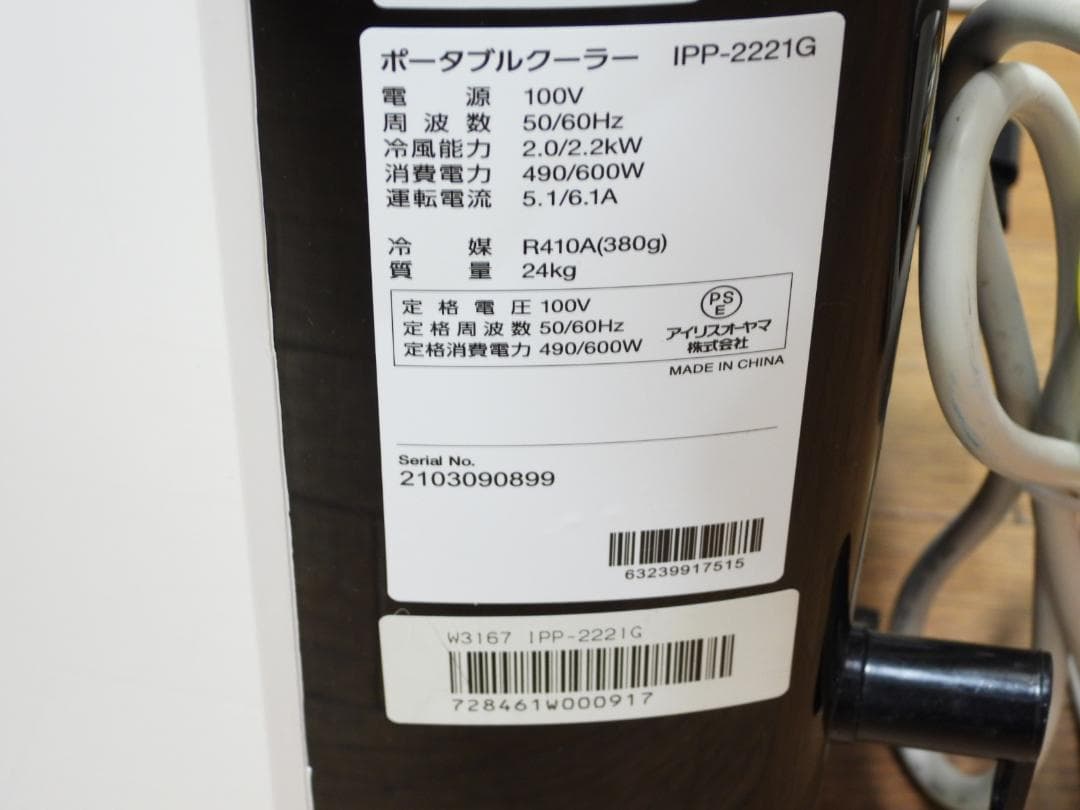 ポータブルクーラー IPP-2221G
電源 100V
周波数 50/60Hz
冷風能力 2.0/2.2kW
消費電力 490/600W
運転電流 5.1/6.1A
冷媒 R410A(380g)
質量 24kg
定格電圧 100V
定格周波数 50/60Hz
定格消費電力 490/600W
PS
E
アイリスオーヤマ
株式会社
MADE IN CHINA
Serial No.
2103090899
63239917515
W3167 IPP-2221G
728461W000917